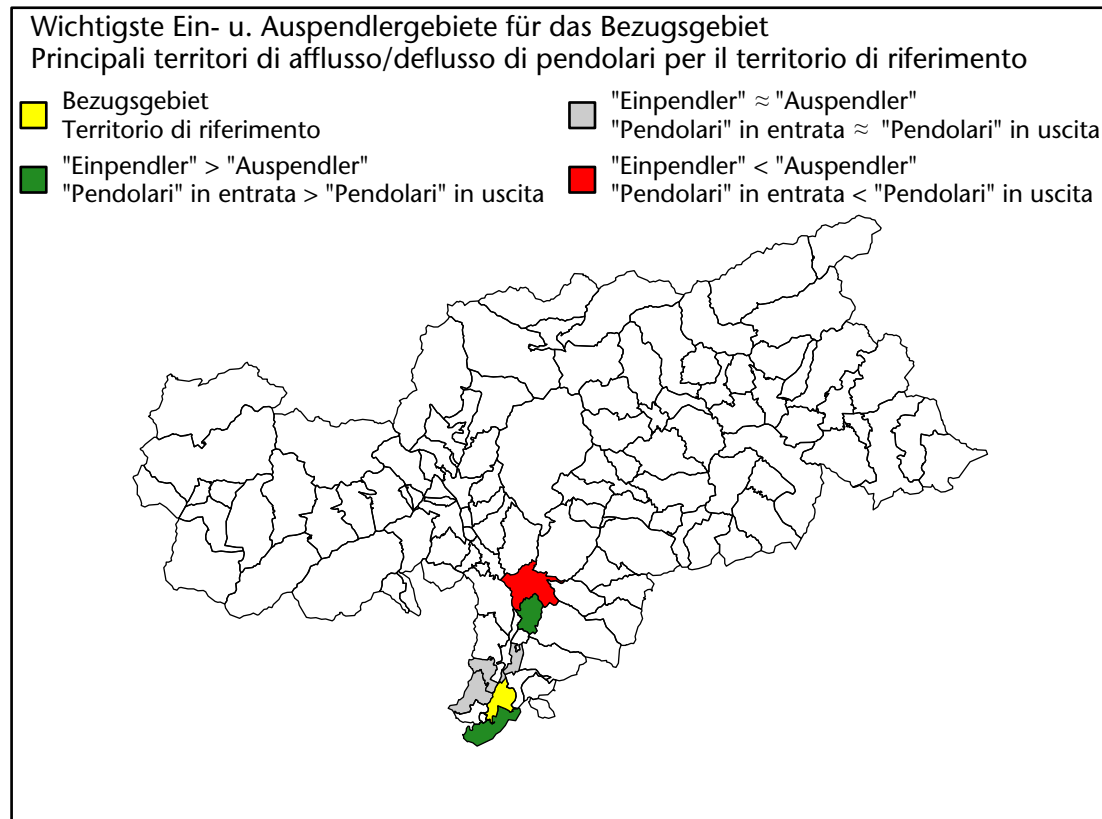 Wichtigste Ein- u. Auspendlergebiete für das Bezugsgebiet
Principali territori di afflusso/deflusso di pendolari per il territorio di riferimento
Bezugsgebiet
Territorio di riferimento
"Einpendler" > "Auspendler"
"Pendolari" in entrata > "Pendolari" in uscita
"Einpendler" ≈ "Auspendler"
"Pendolari" in entrata ≈ "Pendolari" in uscita
"Einpendler" < "Auspendler"
"Pendolari" in entrata < "Pendolari" in uscita